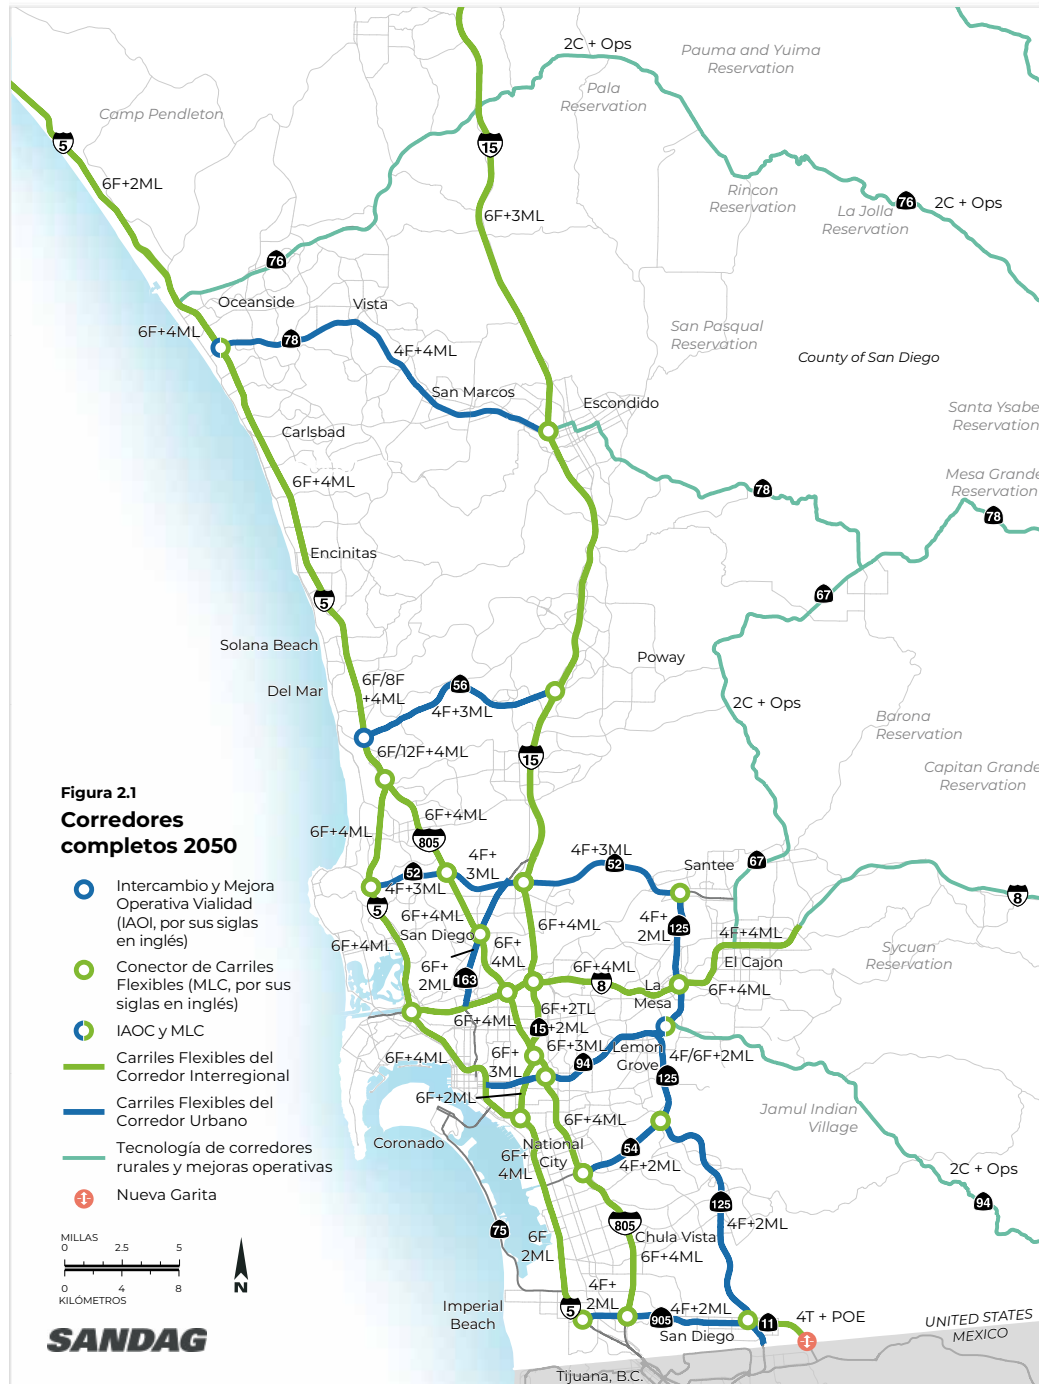 2C + Ops
Pauma and Yuima
Reservation
Pala
Reservation
Camp Pendleton
5
15
6F+2ML
Rincon
Reservation
76
2C + Ops
La Jolla
Reservation
6F+3ML
76
Oceanside
Vista
6F+4ML
78
4F+4ML
San Pasqual
Reservation
County of San Diego
San Marcos
Escondido
Santa Ysabe
Reservation
Carlsbad
6F+4ML
Mesa Grande
Reservation
78
78
Encinitas
5
67
Solana Beach
Poway
Del Mar
6F/8F
+4ML
56
4F+3ML
2C + Ops
Barona
Reservation
6F/12F+4ML
15
Capitan Grande
Reservation
Figura 2.1
Corredores
completos 2050
6F+4ML
6F+4ML
805
4F+
3ML
4F+3ML
52
Santee
67
52
4F+3ML
8
Intercambio y Mejora
Operativa Vialidad
(IAOI, por sus siglas
en inglés)
5
6F+4ML
San Diego
6F+4ML
4F+
2ML
125
4F+4ML
6F+4ML
6F+
4ML
El Cajon
Sycuan
Reservation
Conector de Carriles
Flexibles (MLC, por sus
siglas en inglés)
6F+
2ML
163
6F+4ML
8
La
Mesa
6F+4ML
IAOC y MLC
6F+4ML
6F+2TL
+2ML
15
6F+3ML
Lemon
Grove
4F/6F+2ML
Carriles Flexibles del
Corredor Interregional
6F+4ML
6F+
3ML
94
125
Carriles Flexibles del
Corredor Urbano
6F+2ML
6F+4ML
Jamul Indian
Village
Tecnología de corredores
rurales y mejoras operativas
Coronado
National
City
54
4F+2ML
6F+
4ML
2C + Ops
94
Nueva Garita
125
4F+2ML
75
805
Chula Vista
6F+4ML
6F
2ML
MILLAS
0 2.5 5
0 4 8
KILÓMETROS
N
4F+
2ML
5
4F+2ML
905
San Diego
11
4T + POE
Imperial
Beach
UNITED STATES
MEXICO
SANDAG
Tijuana, B.C.